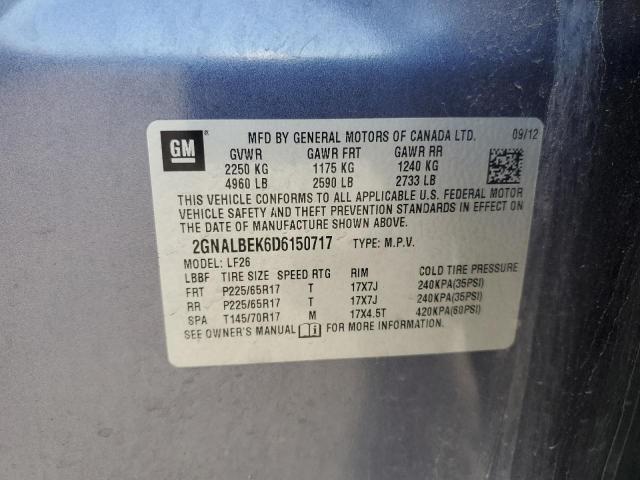 GM ® MFD BY GENERAL MOTORS OF CANADA LTD. 09/12
GVWR GAWR FRT GAWR RR
2250 KG 1175 KG 1240 KG
4960 LB 2590 LB 2733 LB
THIS VEHICLE CONFORMS TO ALL APPLICABLE U.S. FEDERAL MOTOR
VEHICLE SAFETY AND THEFT PREVENTION STANDARDS IN EFFECT ON
THE DATE OF MANUFACTURE SHOWN ABOVE.
2GNALBEK6D6150717 TYPE: M.P.V.
MODEL: LF26
LBBF TIRE SIZE SPEED RTG RIM COLD TIRE PRESSURE
FRT P225/65R17 T 17X7J 240KPA(35PSI)
RR P225/65R17 T 17X7J 240KPA(35PSI)
SPA T145/70R17 M 17X4.5T 420KPA(60PSI)
SEE OWNER'S MANUAL FOR MORE INFORMATION.